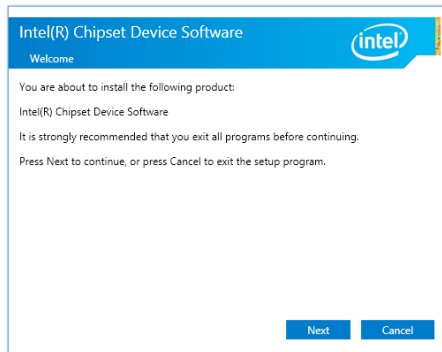 Intel(R) Chipset Device Software
intel
Welcome
You are about to install the following product:
Intel(R) Chipset Device Software
It is strongly recommended that you exit all programs before continuing.
Press Next to continue, or press Cancel to exit the setup program.
Next
Cancel